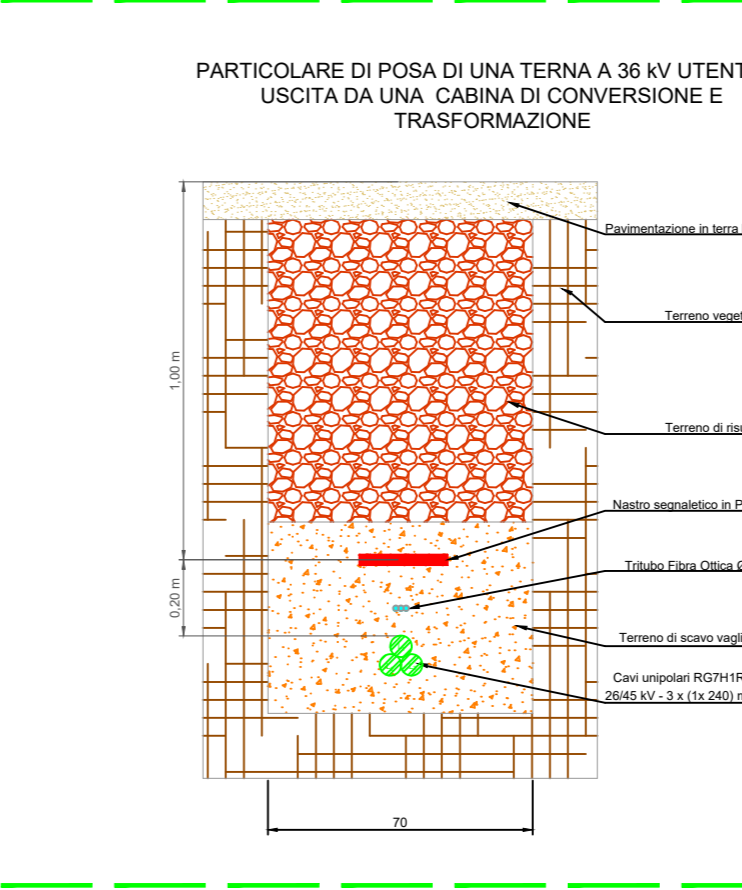 PARTICOLARE DI POSA DI UNA TERNA A 36 kV UTENT
USCITA DA UNA CABINA DI CONVERSIONE E
TRASFORMAZIONE
Pavimentazione in terra
Terreno veget
1,00 m
Terreno di risu
Nastro segnaletico in P
Tritubo Fibra Ottica Ø
0,20 m
Terreno di scavo vagli
Cavi unipolari RG7H1R
26/45 kV - 3 x (1x 240) m
70